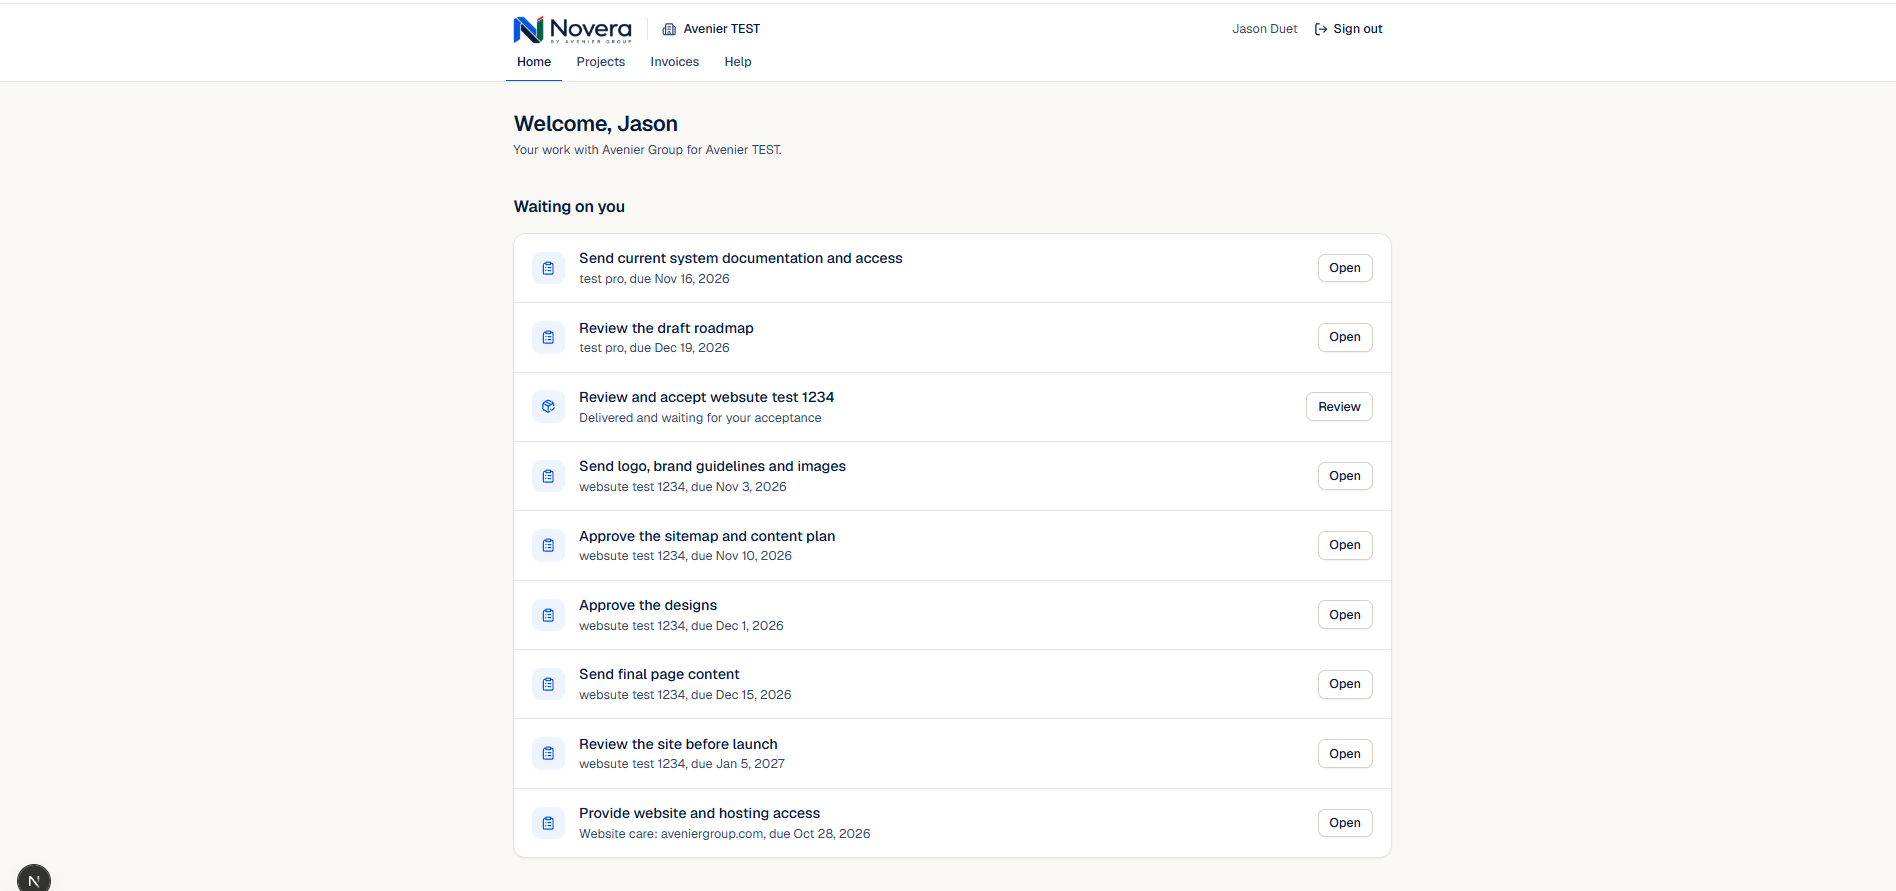 Novera
BY AVENIER GROUP
Avenier TEST
Jason Duet
Sign out
Home
Projects
Invoices
Help
Welcome, Jason
Your work with Avenier Group for Avenier TEST.
Waiting on you
Send current system documentation and access
test pro, due Nov 16, 2026
Open
Review the draft roadmap
test pro, due Dec 19, 2026
Open
Review and accept websute test 1234
Delivered and waiting for your acceptance
Review
Send logo, brand guidelines and images
websute test 1234, due Nov 3, 2026
Open
Approve the sitemap and content plan
websute test 1234, due Nov 10, 2026
Open
Approve the designs
websute test 1234, due Dec 1, 2026
Open
Send final page content
websute test 1234, due Dec 15, 2026
Open
Review the site before launch
websute test 1234, due Jan 5, 2027
Open
Provide website and hosting access
Website care: aveniergroup.com, due Oct 28, 2026
Open
N